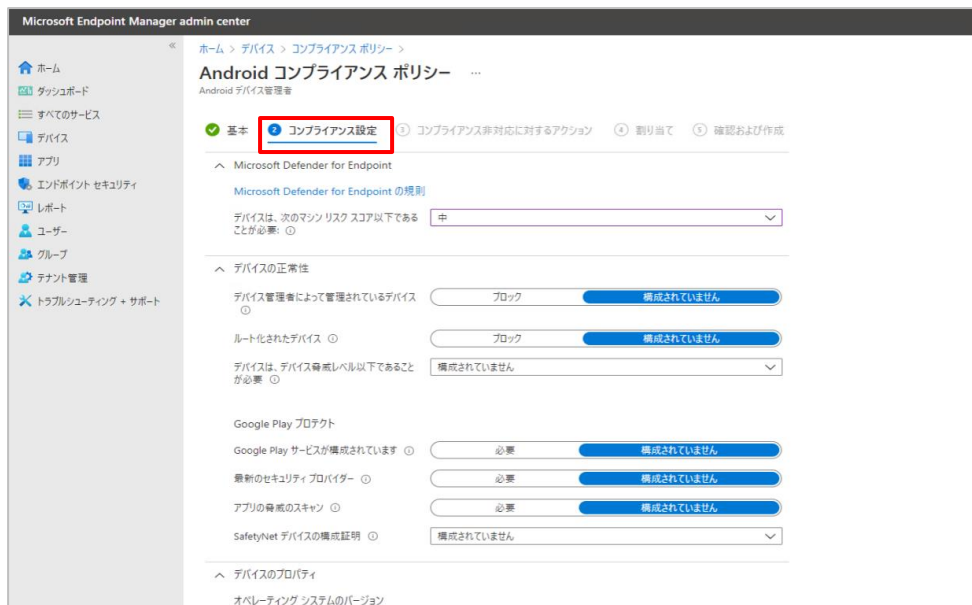 Microsoft Endpoint Manager admin center
«
ホーム
ダッシュボード
すべてのサービス
デバイス
アプリ
エンドポイント セキュリティ
レポート
ユーザー
グループ
テナント管理
トラブルシューティング + サポート
ホーム > デバイス > コンプライアンス ポリシー >
Android コンプライアンス ポリシー ...
Android デバイス管理者
基本 2 コンプライアンス設定 3 コンプライアンス非対応に対するアクション 4 割り当て 5 確認および作成
Microsoft Defender for Endpoint
Microsoft Defender for Endpoint の規則
デバイスは、次のマシン リスク スコア以下である
ことが必要: 中
デバイスの正常性
デバイス管理者によって管理されているデバイス ブロック 構成されていません
ルート化されたデバイス ブロック 構成されていません
デバイスは、デバイス脅威レベル以下であること
が必要 構成されていません
Google Play プロテクト
Google Play サービスが構成されています 必要 構成されていません
最新のセキュリティ プロバイダー 必要 構成されていません
アプリの脅威のスキャン 必要 構成されていません
SafetyNet デバイスの構成証明 構成されていません
デバイスのプロパティ
オペレーティング システムのバージョン